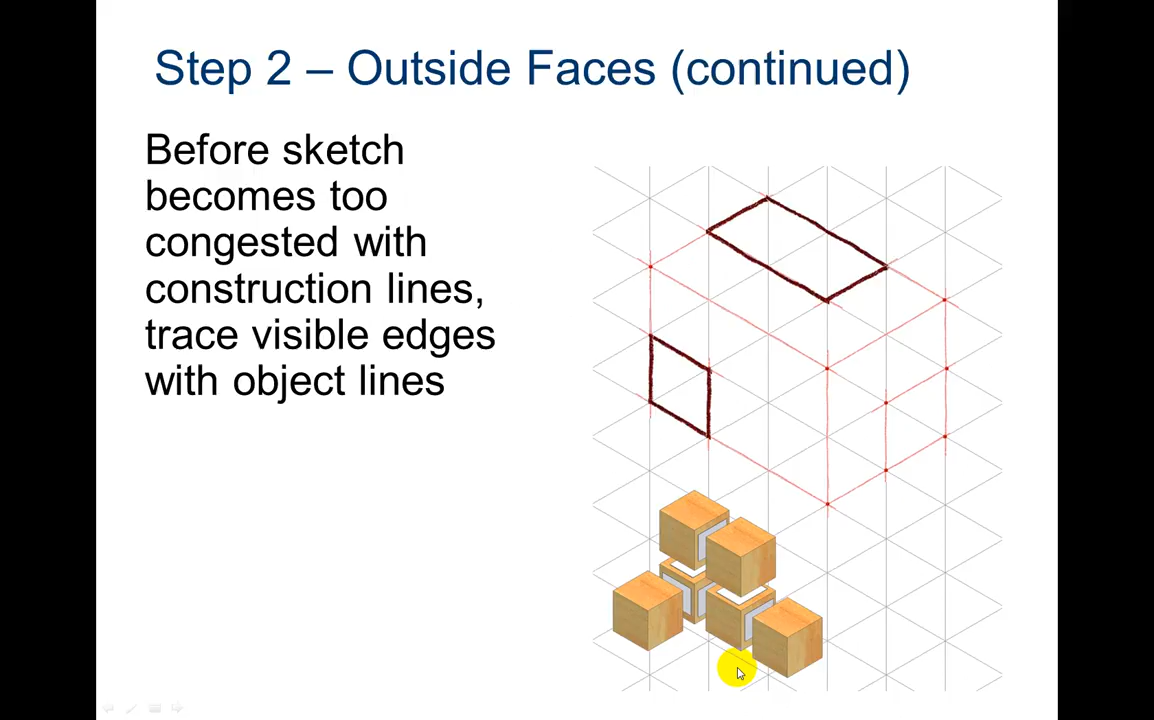 Step 2 – Outside Faces (continued)
Before sketch
becomes too
congested with
construction lines,
trace visible edges
with object lines